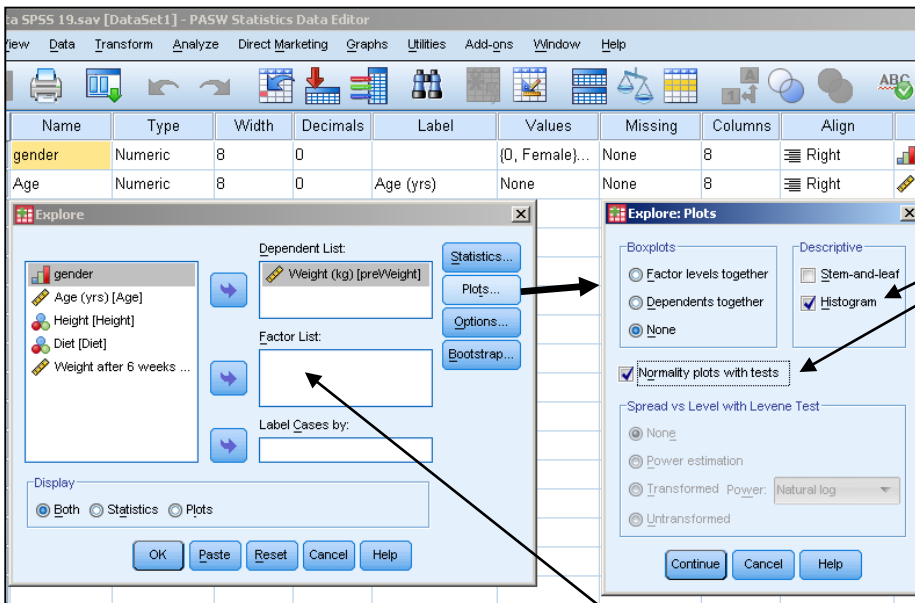 ta SPSS 19.sav [DataSet1] - PASW Statistics Data Editor
View Data Transform Analyze Direct Marketing Graphs Utilities Add-ons Window Help
A
1 4
ABC
Name Type Width Decimals Label Values Missing Columns Align
gender Numeric 8 0 {0, Female}... None 8 Right
Age Numeric 8 0 Age (yrs) None None 8 Right
Explore
gender
Age (yrs) [Age]
Height [Height]
Diet [Diet]
Weight after 6 weeks ...
Dependent List:
Weight (kg) [preWeight]
Factor List:
Label Cases by:
Statistics...
Plots...
Options...
Bootstrap...
Display
Both Statistics Plots
OK Paste Reset Cancel Help
Explore: Plots
Boxplots
Factor levels together
Dependents together
None
Descriptive
Stem-and-leaf
Histogram
Normality plots with tests
Spread vs Level with Levene Test
None
Power estimation
Transformed Power: Natural log
Untransformed
Continue Cancel Help